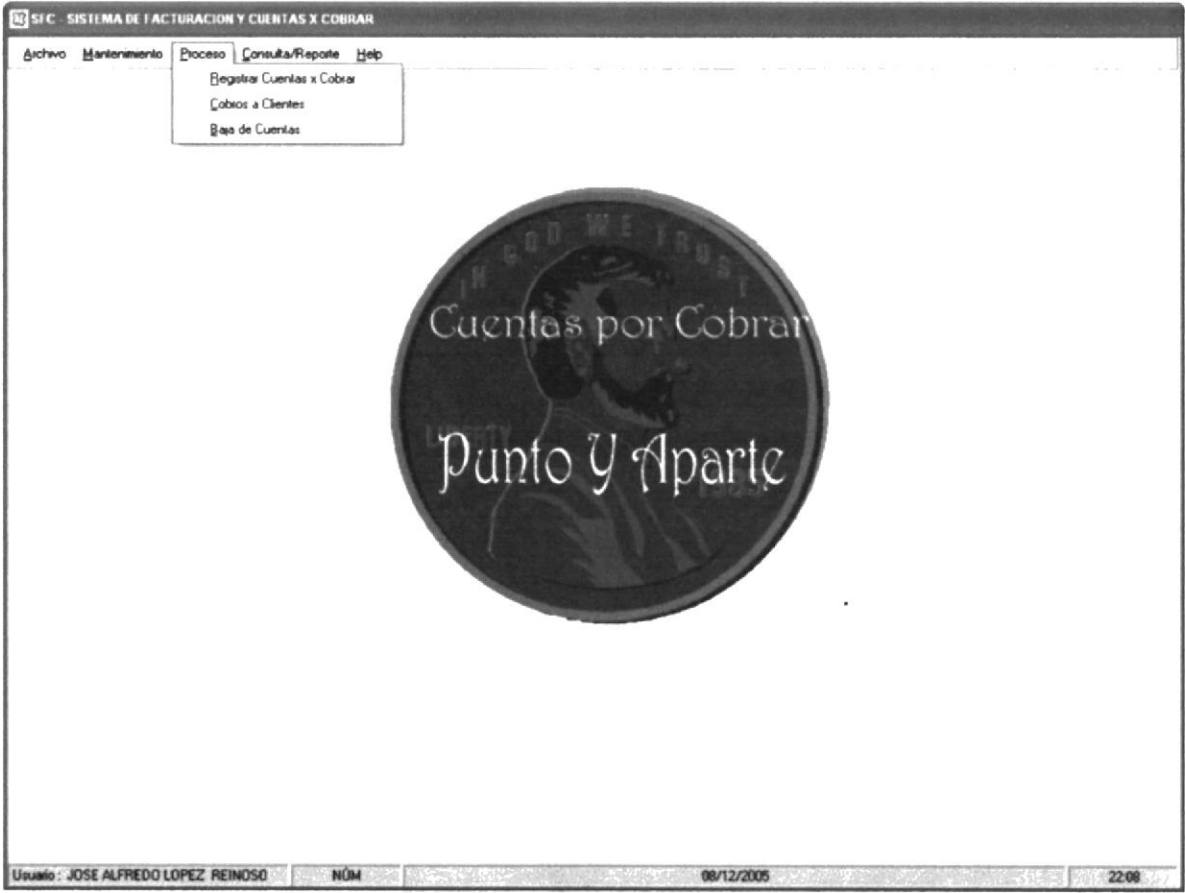 SFC - SISTEMA DE FACTURACION Y CUENTAS X COBRAR
Archivo Mantenimiento Proceso Consulta/Reporte Help
Registrar Cuentas x Cobrar
Cobros a Clientes
Baja de Cuentas
IN GOD WE TRUST
Cuentas por Cobrar
LIBERTY
Punto Y Aparte
Usuario : JOSE ALFREDO LOPEZ REINOSO NÚM 08/12/2005 22:08